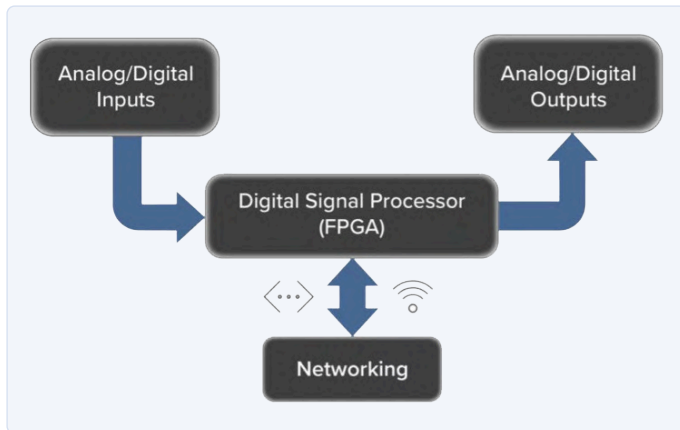 Analog/Digital
Inputs
Analog/Digital
Outputs
Digital Signal Processor
(FPGA)
Networking